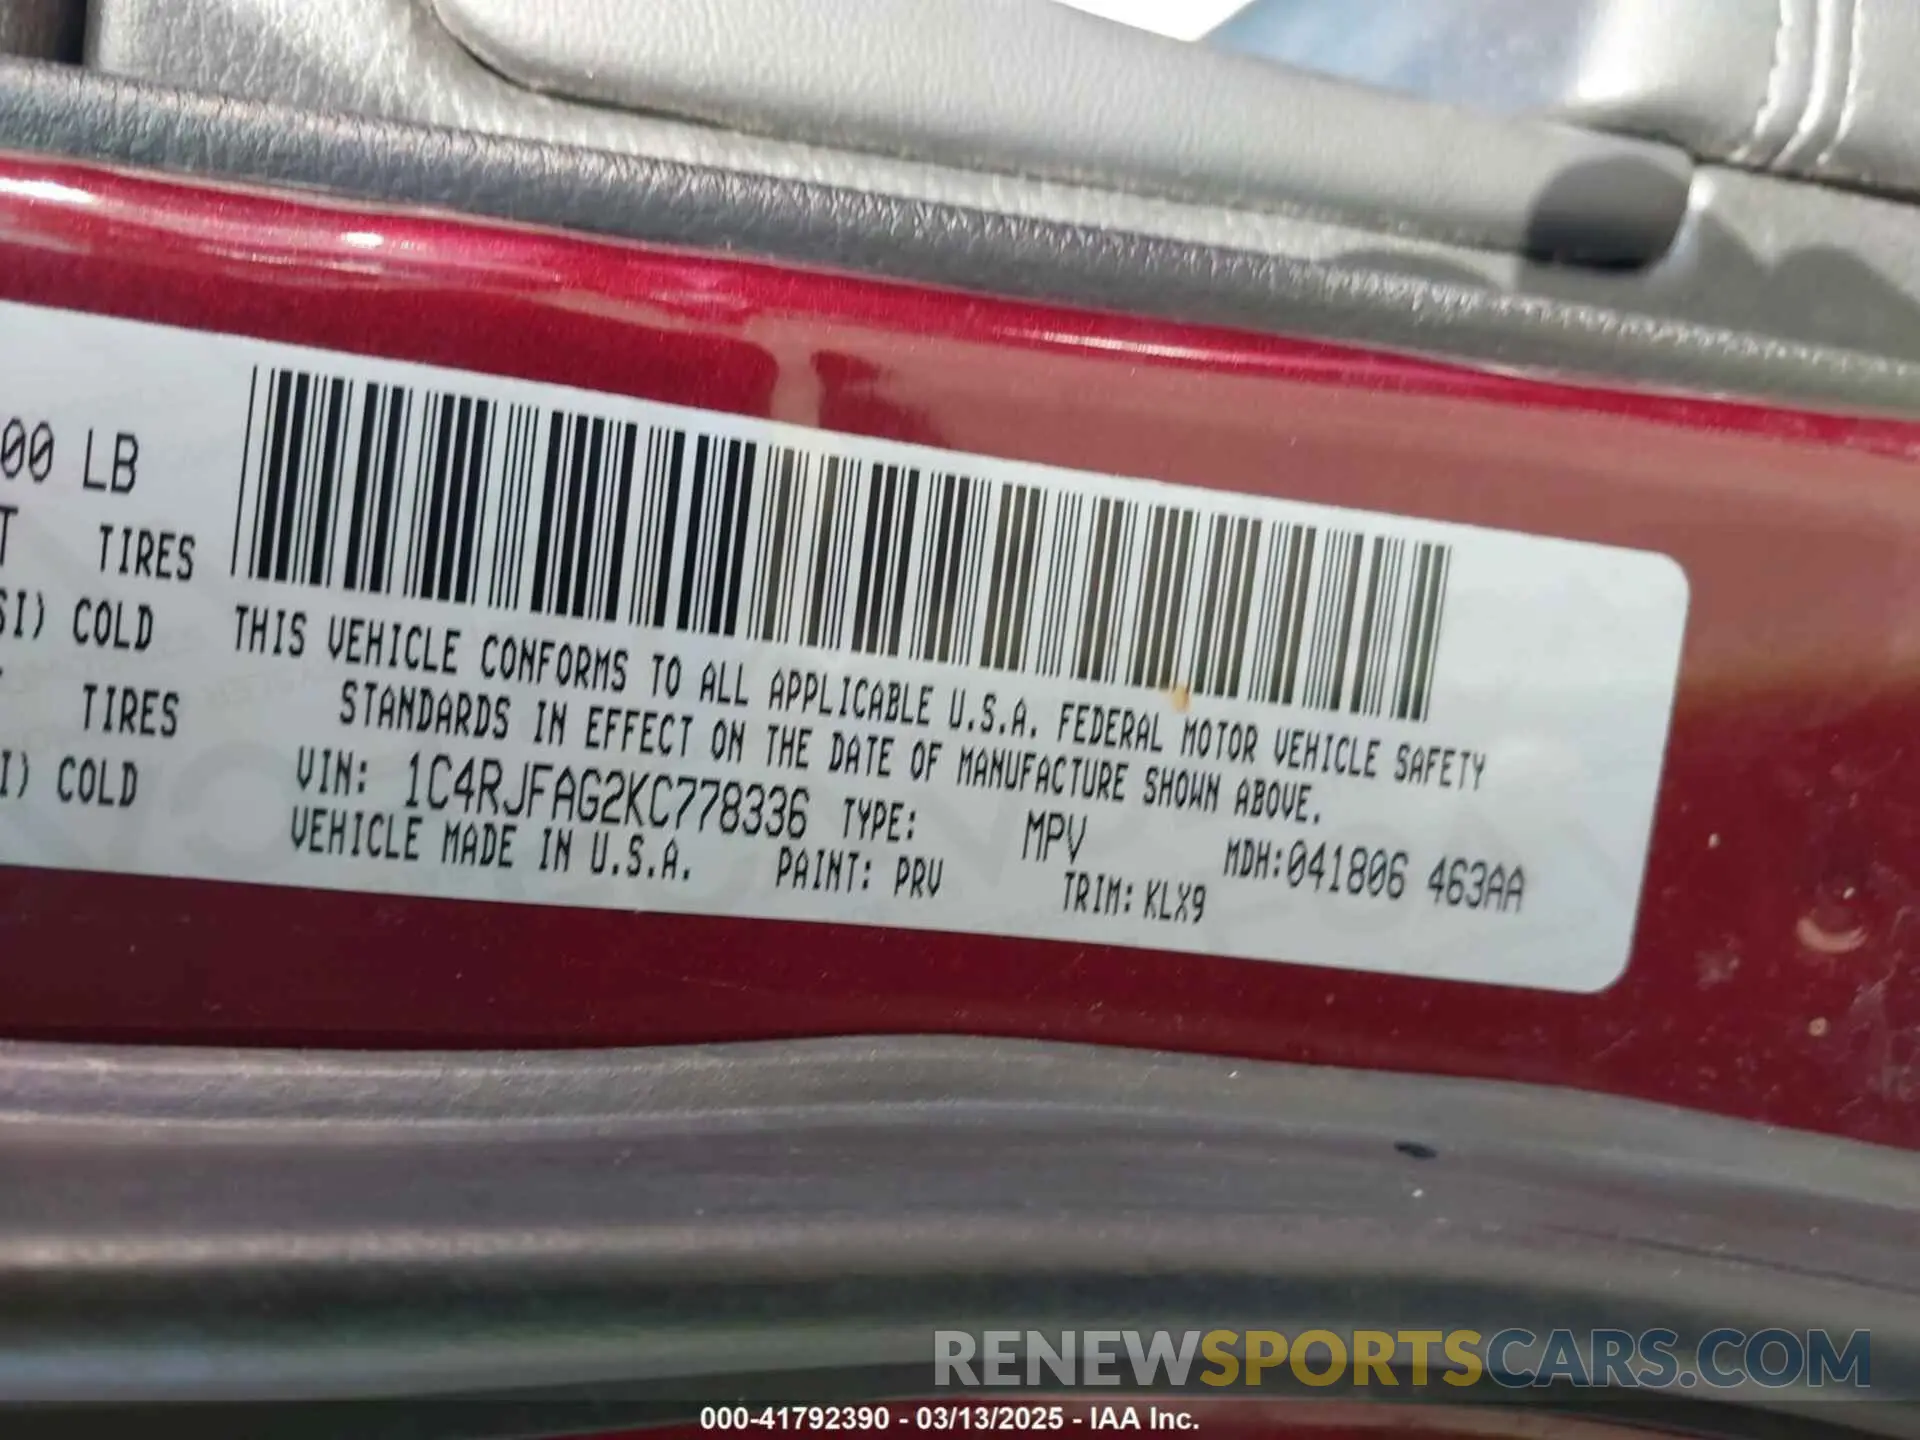 00 LB
TIRES
SI) COLD
TIRES
I) COLD
THIS VEHICLE CONFORMS TO ALL APPLICABLE U.S.A. FEDERAL MOTOR VEHICLE SAFETY
STANDARDS IN EFFECT ON THE DATE OF MANUFACTURE SHOWN ABOVE.
VIN: 1C4RJFAG2KC778336 TYPE: MPV MDH:041806 463AA
VEHICLE MADE IN U.S.A. PAINT: PRV TRIM: KLX9
RENEWSPORTSCARS.COM
000-41792390 - 03/13/2025 - IAA Inc.